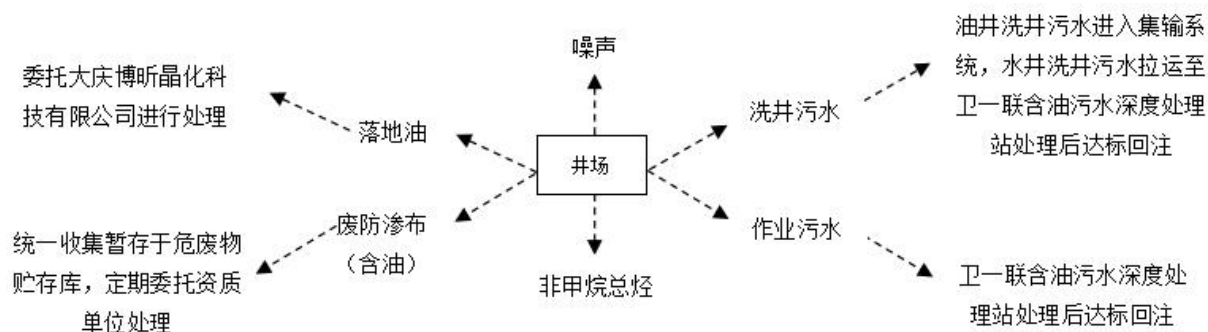 噪声
委托大庆博昕晶化科
技有限公司进行处理
落地油
井场
洗井污水
油井洗井污水进入集输系
统，水井洗井污水拉运至
卫一联含油污水深度处理
站处理后达标回注
废防渗布
（含油）
统一收集暂存于危废物
贮存库，定期委托资质
单位处理
非甲烷总烃
作业污水
卫一联含油污水深度处
理站处理后达标回注